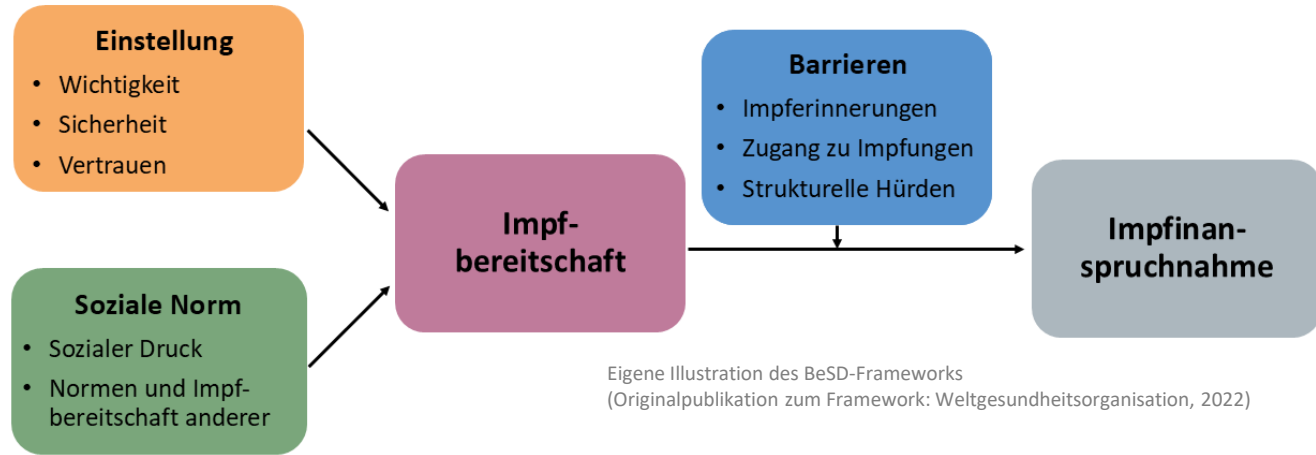 Einstellung
• Wichtigkeit
• Sicherheit
• Vertrauen
Soziale Norm
• Sozialer Druck
• Normen und Impf-
bereitschaft anderer
Impf-
bereitschaft
Barrieren
• Impferinnerungen
• Zugang zu Impfungen
• Strukturelle Hürden
Impfinan-
spruchnahme
Eigene Illustration des BeSD-Frameworks
(Originalpublikation zum Framework: Weltgesundheitsorganisation, 2022)